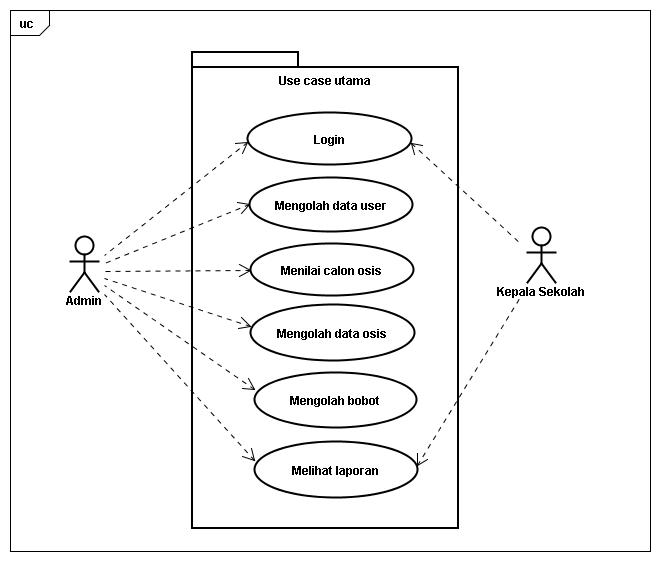 uc
Use case utama
Login
Mengolah data user
Menilai calon osis
Mengolah data osis
Mengolah bobot
Melihat laporan
Admin
Kepala Sekolah